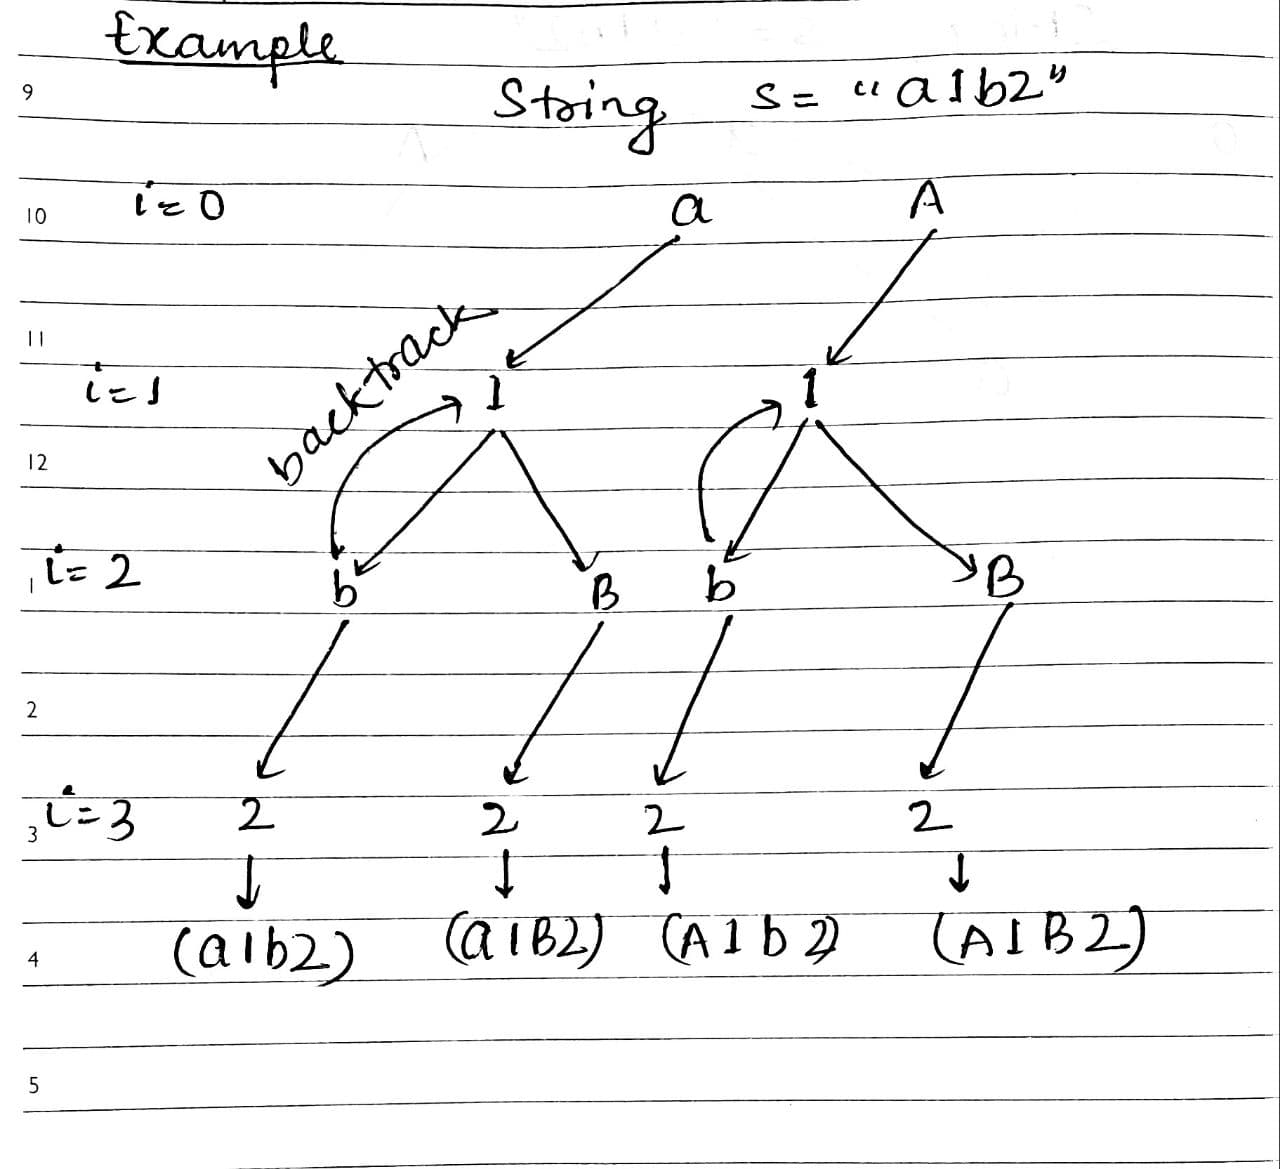 Example
9
String s = "a1b2"
10 i=0 a A
backtrack
11
i=1 1 1
12
1 i=2 b B b B
2
3 i=3 2 2 2 2
4 (a1b2) (a1B2) (A1b2) (A1B2)
5